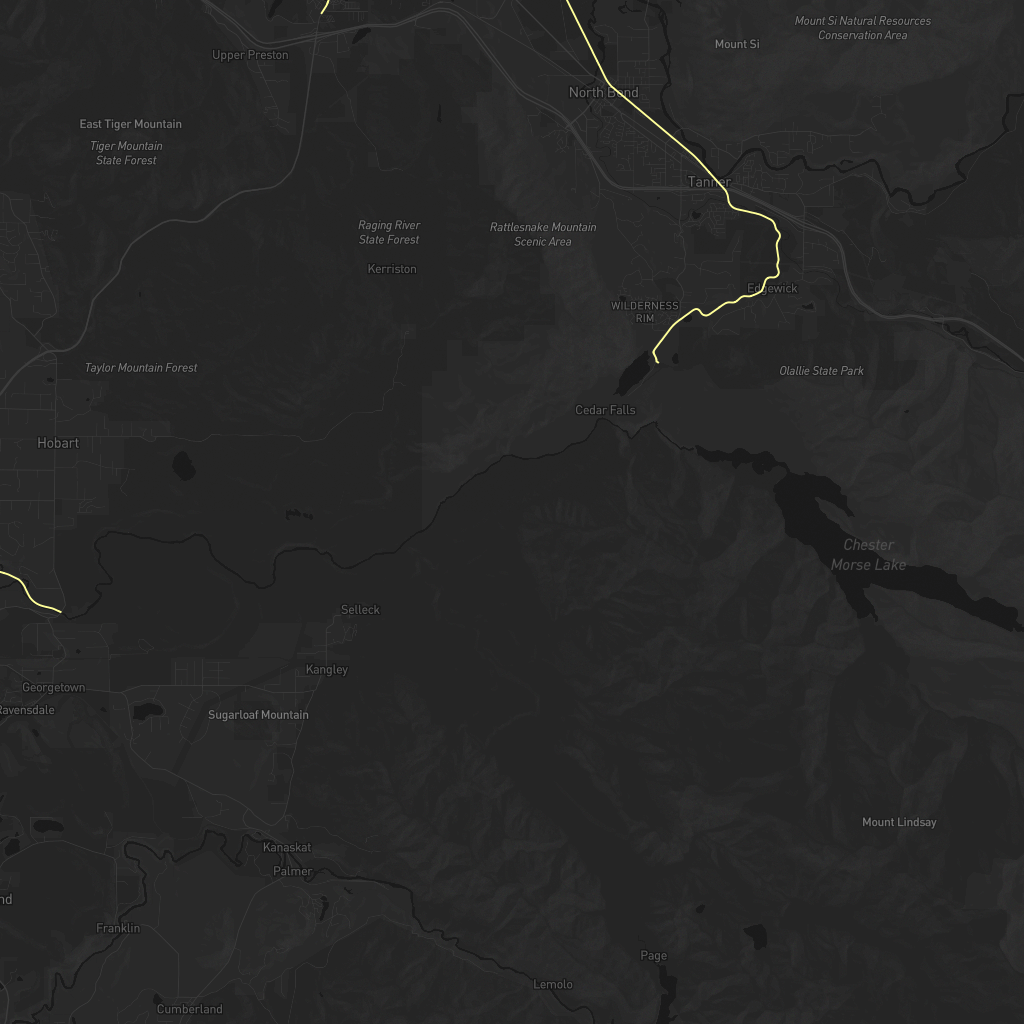 Mount Si Natural Resources
Conservation Area
Mount Si
Upper Preston
North Bend
East Tiger Mountain
Tiger Mountain
State Forest
Tanner
Raging River
State Forest
Rattlesnake Mountain
Scenic Area
Kerriston
Edgewick
WILDERNESS
RIM
Taylor Mountain Forest
Olallie State Park
Cedar Falls
Hobart
Chester
Morse Lake
Selleck
Kangley
Georgetown
Ravensdale
Sugarloaf Mountain
Mount Lindsay
Kanaskat
Palmer
nd
Franklin
Page
Lemolo
Cumberland